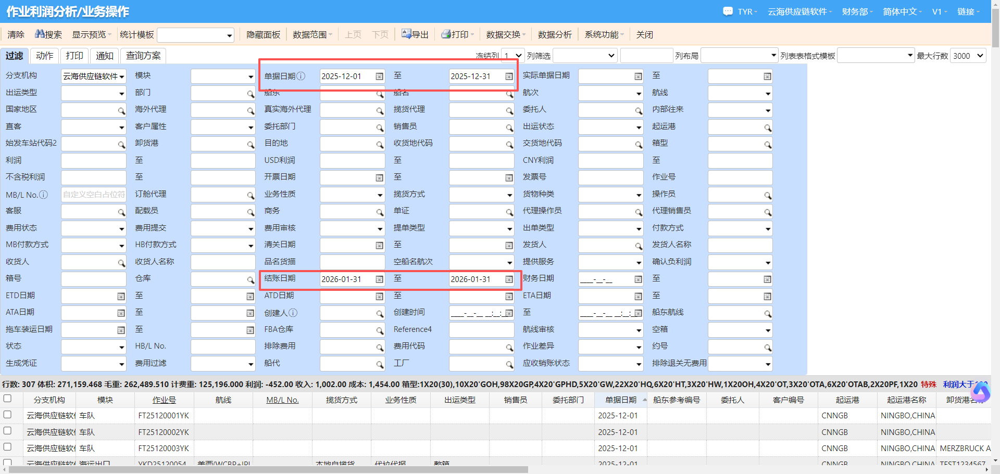 作业利润分析/业务操作
TYR 云海供应链软件 财务部 简体中文 V1 链接
清除 搜索 显示预览 统计模板 隐藏面板 数据范围 上页 下页 导出 打印 数据交换 数据分析 系统功能 关闭
过滤 动作 打印 通知 查询方案 冻结列 1 列筛选 列布局 列表表格式模板 最大行数 3000
分支机构 云海供应链软件 模块 单据日期 2025-12-01 至 2025-12-31 实际单据日期 至
出运类型 部门 船东 船名 航次 航线
国家地区 海外代理 真实海外代理 揽货代理 委托人 内部往来
直客 客户属性 委托部门 销售员 出运状态 起运港
始发车站代码2 卸货港 目的地 收货地代码 交货地代码 箱型
利润 至 USD利润 至 CNY利润 至
不含税利润 至 开票日期 至 发票号 作业号
MB/L No. 自定义空白占位符 订舱代理 业务性质 揽货方式 货物种类 操作员
客服 配载员 商务 单证 代理操作员 代理销售员
费用状态 费用提交 费用审核 提单类型 出单类型 付款方式
MB付款方式 HB付款方式 清关日期 至 发货人 发货人名称
收货人 收货人名称 品名货描 空船名航次 提供服务 确认负利润
箱号 仓库 结账日期 2026-01-31 至 2026-01-31 财务日期 ____-__-__ 至
ETD日期 至 ATD日期 至 ETA日期 至
ATA日期 至 创建人 创建时间 ____-__-__ __:__:__ 至 ____-__-__ __:__:__ 船东航线
拖车装运日期 至 FBA仓库 Reference4 航线审核 空箱
状态 HB/L No. 排除费用 费用代码 作业差异 约号
生成凭证 费用过滤 船代 工厂 应收销账状态 排除退关无费用
行数: 307 体积: 271,159.468 毛重: 262,489.510 计费重: 125,196.000 利润: -452.00 收入: 1,002.00 成本: 1,454.00 箱型:1X20(30),10X20'GOH,98X20GP,4X20'GPHD,5X20'GW,22X20'HQ,6X20'HT,3X20'HW,1X20OH,4X20'OT,3X20'OTA,6X20'OTAB,2X20PF,1X20 特殊 利润大于100
分支机构 模块 作业号 航线 MB/L No. 揽货方式 业务性质 出运类型 销售员 委托部门 单据日期 船东参考编号 委托人 客户编号 起运港 起运港名称 卸货港名称
云海供应链软件 车队 FT25120001YK 2025-12-01 CNNGB NINGBO,CHINA
云海供应链软件 车队 FT25120002YK 2025-12-01 CNNGB NINGBO,CHINA
云海供应链软件 车队 FT25120003YK 2025-12-01 CNNGB NINGBO,CHINA MERZBRUCK A
云海供应链软件 海运出口 YKD25120054 美西(WCBP+IPI 本地自揽货 代拉代报 整箱 2025-12-01 CNNGB NINGBO,CHINA TEST1234567